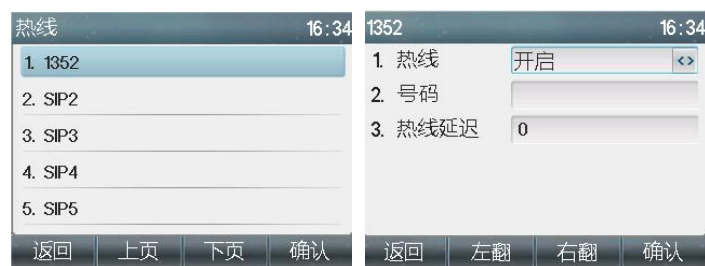 热线 16:34
1. 1352
2. SIP2
3. SIP3
4. SIP4
5. SIP5
返回 上页 下页 确认
1352 16:34
1. 热线 开启 <>
2. 号码
3. 热线延迟 0
返回 左翻 右翻 确认